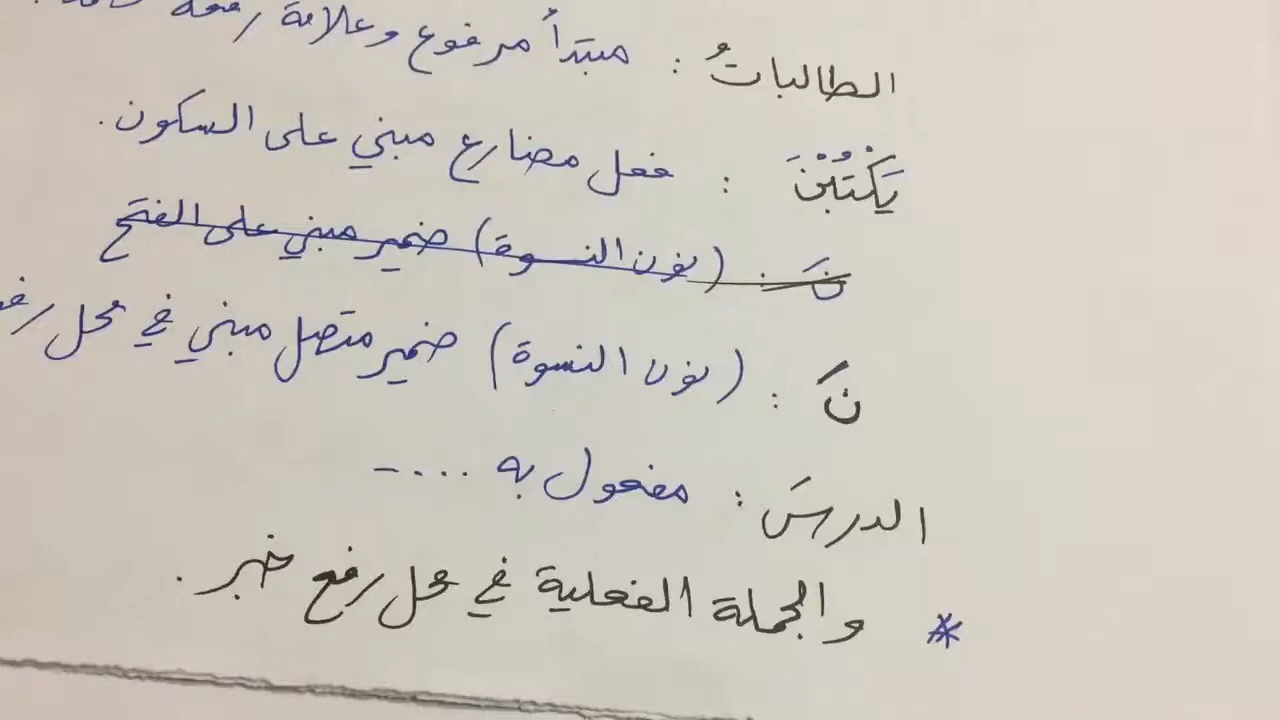 الطالباتُ : مبتدأٌ مرفوع وعلامة رفعه
يَكْتُبْنَ : فعل مضارع مبني على السكون.
نَ : (نون النسوة) ضمير مبني على الفتح
نَ : (نون النسوة) ضمير متصل مبني في محل
الدرسَ : مفعول به ....-
* والجملة الفعلية في محل رفع خبر .